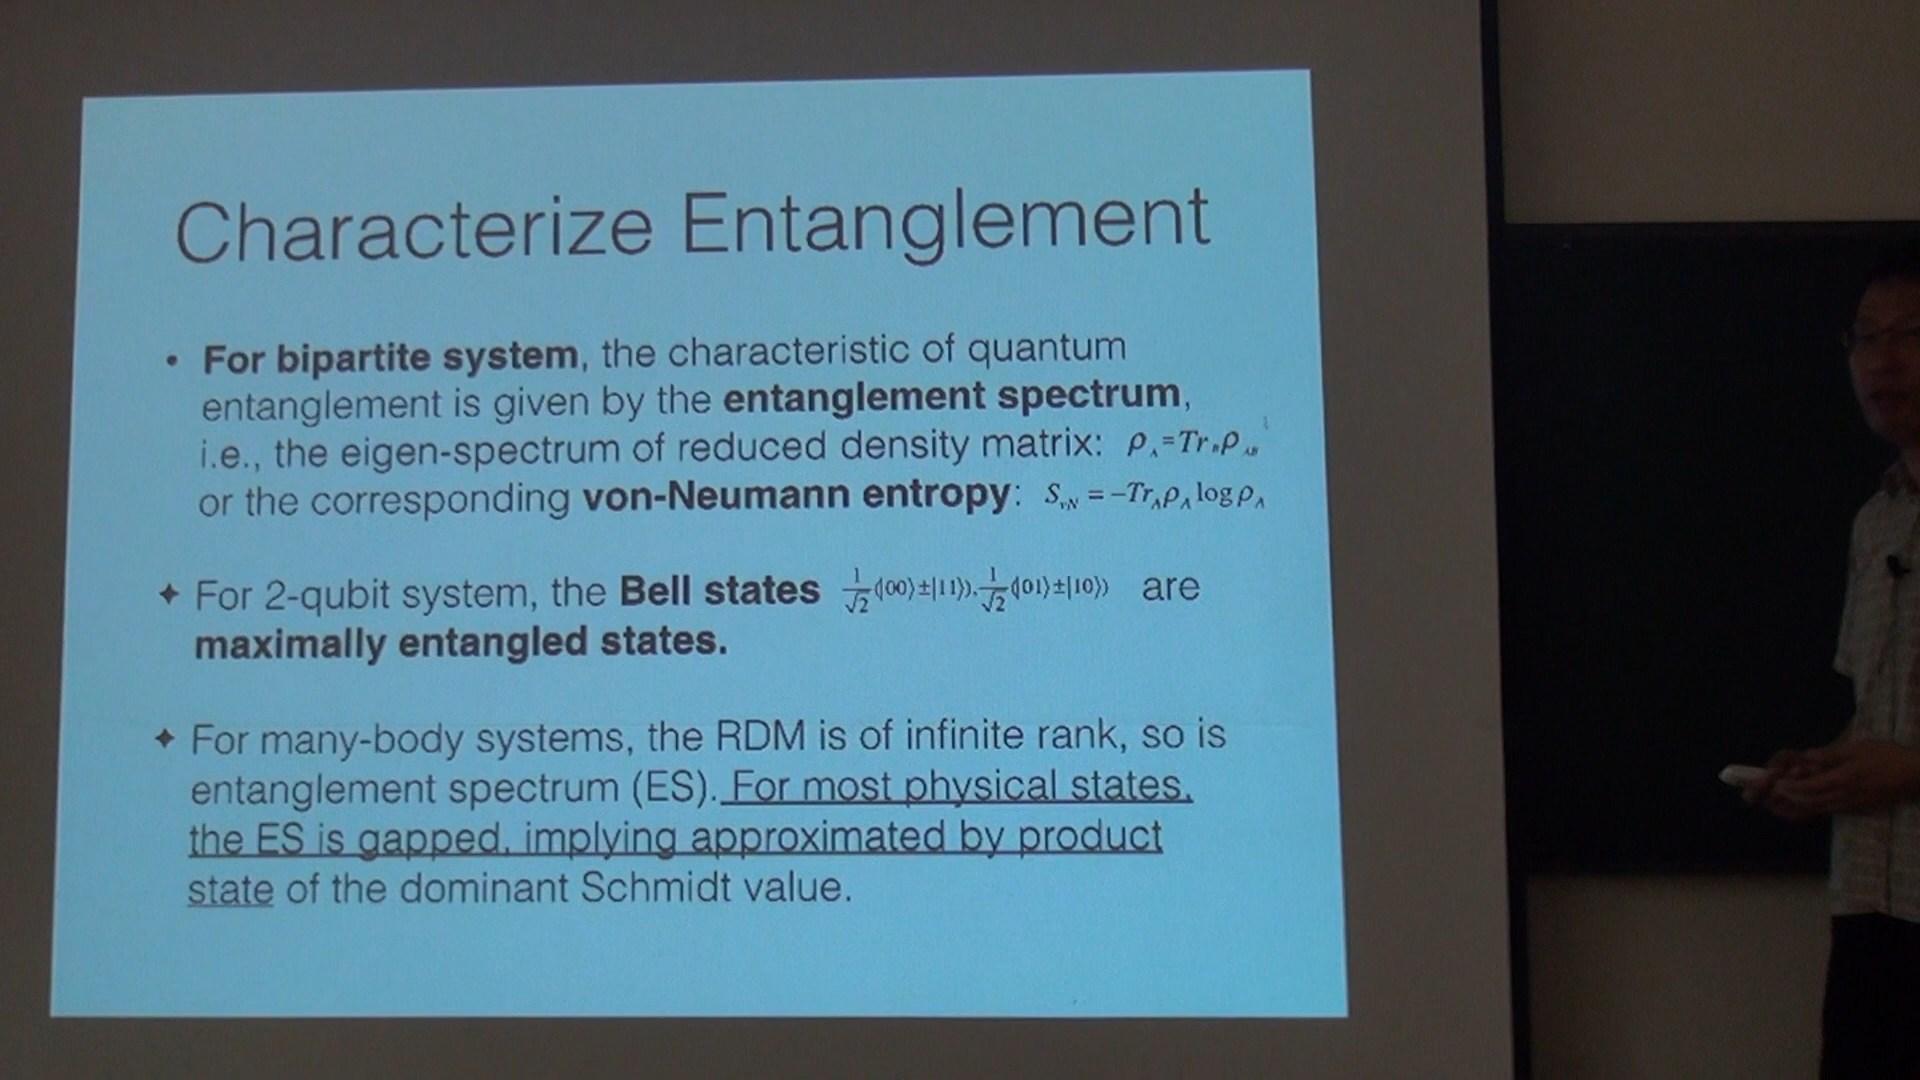 Characterize Entanglement
• For bipartite system, the characteristic of quantum
entanglement is given by the entanglement spectrum,
i.e., the eigen-spectrum of reduced density matrix: ρ_A=Tr_Bρ_AB
or the corresponding von-Neumann entropy: S_vN = −Tr_Aρ_A log ρ_A
✦ For 2-qubit system, the Bell states 1/√2(|00⟩±|11⟩), 1/√2(|01⟩±|10⟩) are
maximally entangled states.
✦ For many-body systems, the RDM is of infinite rank, so is
entanglement spectrum (ES). For most physical states,
the ES is gapped, implying approximated by product
state of the dominant Schmidt value.